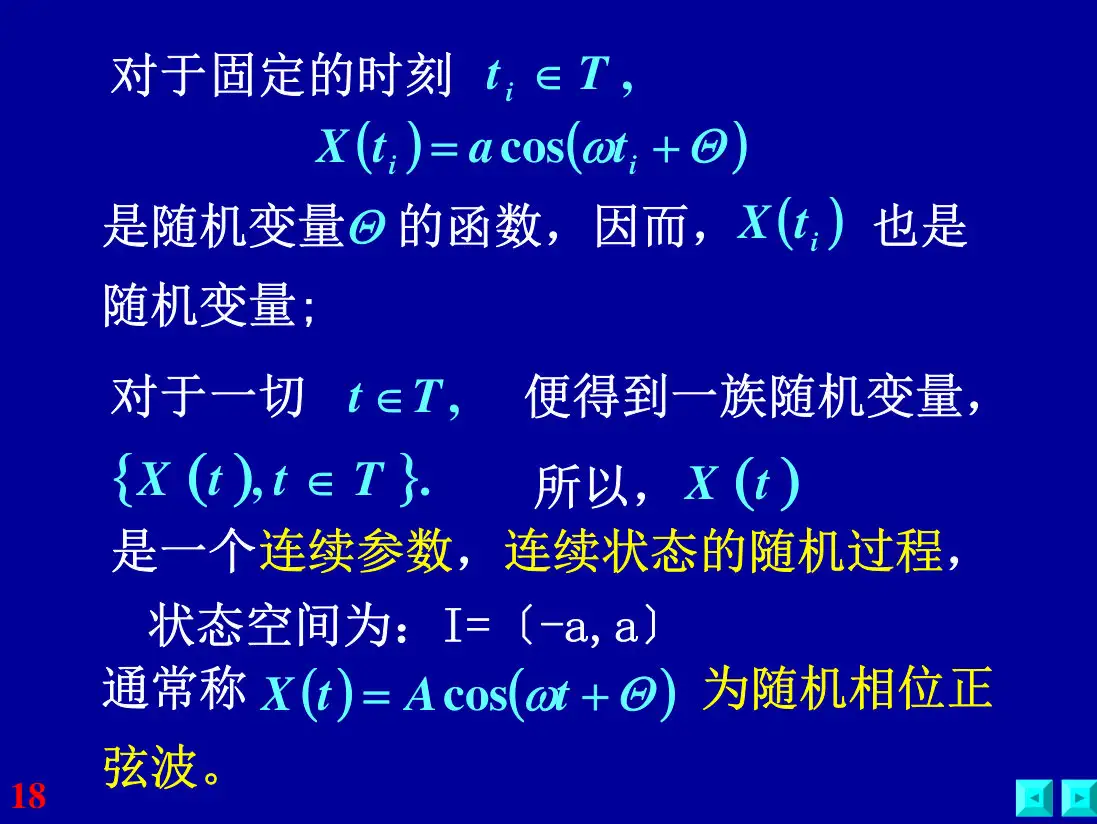 对于固定的时刻 tᵢ ∈ T ,
X(tᵢ) = a cos(ωtᵢ + Θ)
是随机变量Θ 的函数，因而，X(tᵢ) 也是
随机变量;
对于一切 t ∈ T , 便得到一族随机变量，
{X (t), t ∈ T }. 所以，X (t)
是一个连续参数，连续状态的随机过程，
状态空间为：I=〔-a,a〕
通常称 X(t) = A cos(ωt + Θ) 为随机相位正
弦波。
18